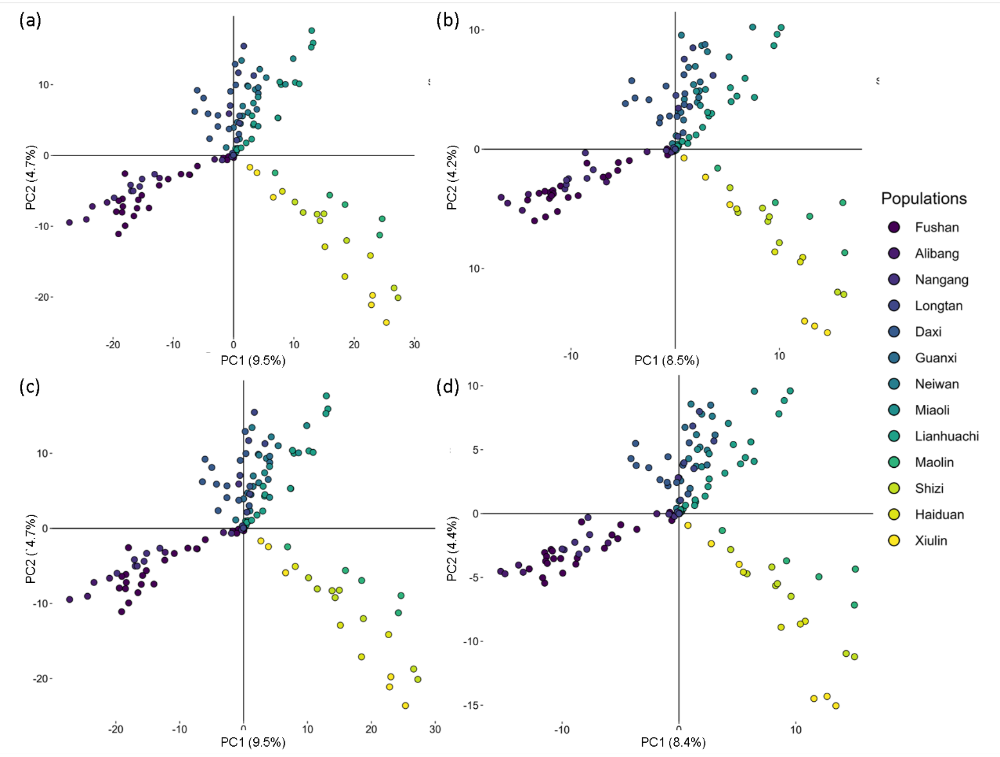 (a)
10
0
-10
-20
PC2 (4.7%)
-20 -10 0 10 20 30
PC1 (9.5%)
(b)
10
0
10
PC2 (4.2%)
-10 10
PC1 (8.5%)
(c)
10
0
-10
-20
PC2 (4.7%)
-20 -10 0 10 20 30
PC1 (9.5%)
(d)
10
5
0
-5
-10
-15
PC2 (4.4%)
-10 0 10
PC1 (8.4%)
Populations
Fushan
Alibang
Nangang
Longtan
Daxi
Guanxi
Neiwan
Miaoli
Lianhuachi
Maolin
Shizi
Haiduan
Xiulin